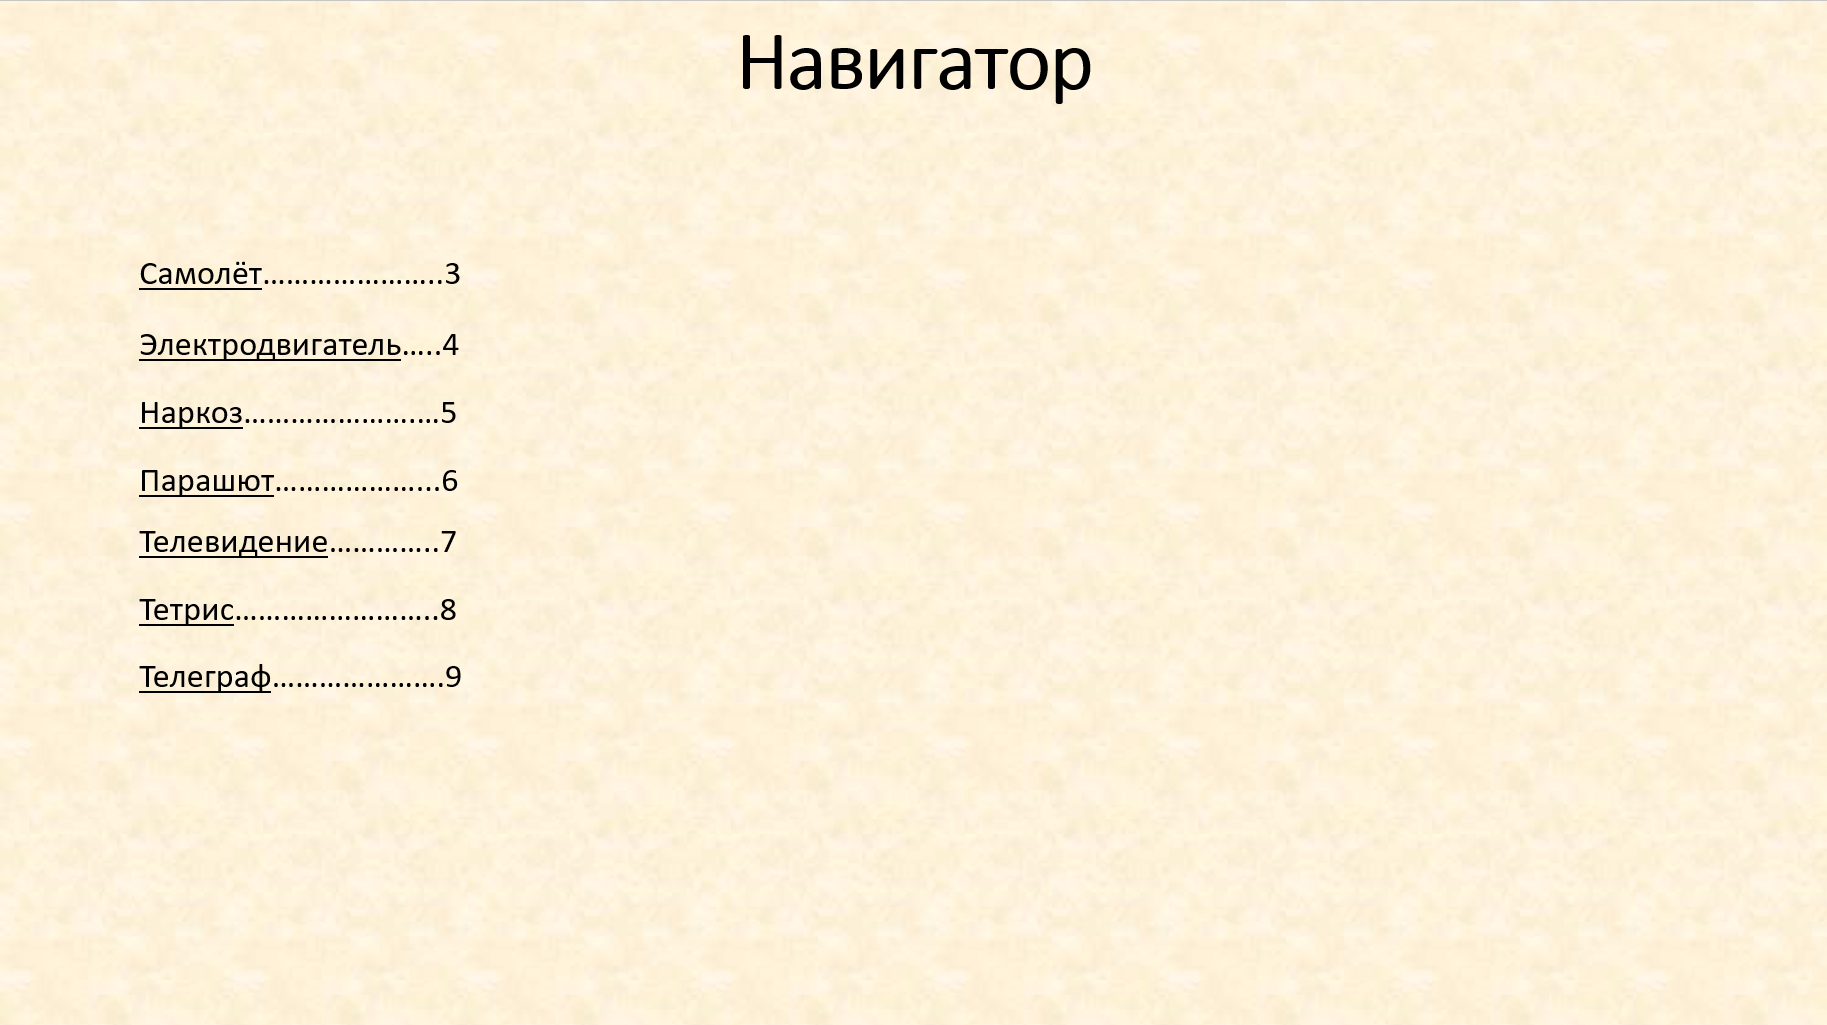 Навигатор
Самолёт…………………..3
Электродвигатель…..4
Наркоз………………….…5
Парашют………………...6
Телевидение…………..7
Тетрис……………………..8
Телеграф………………….9